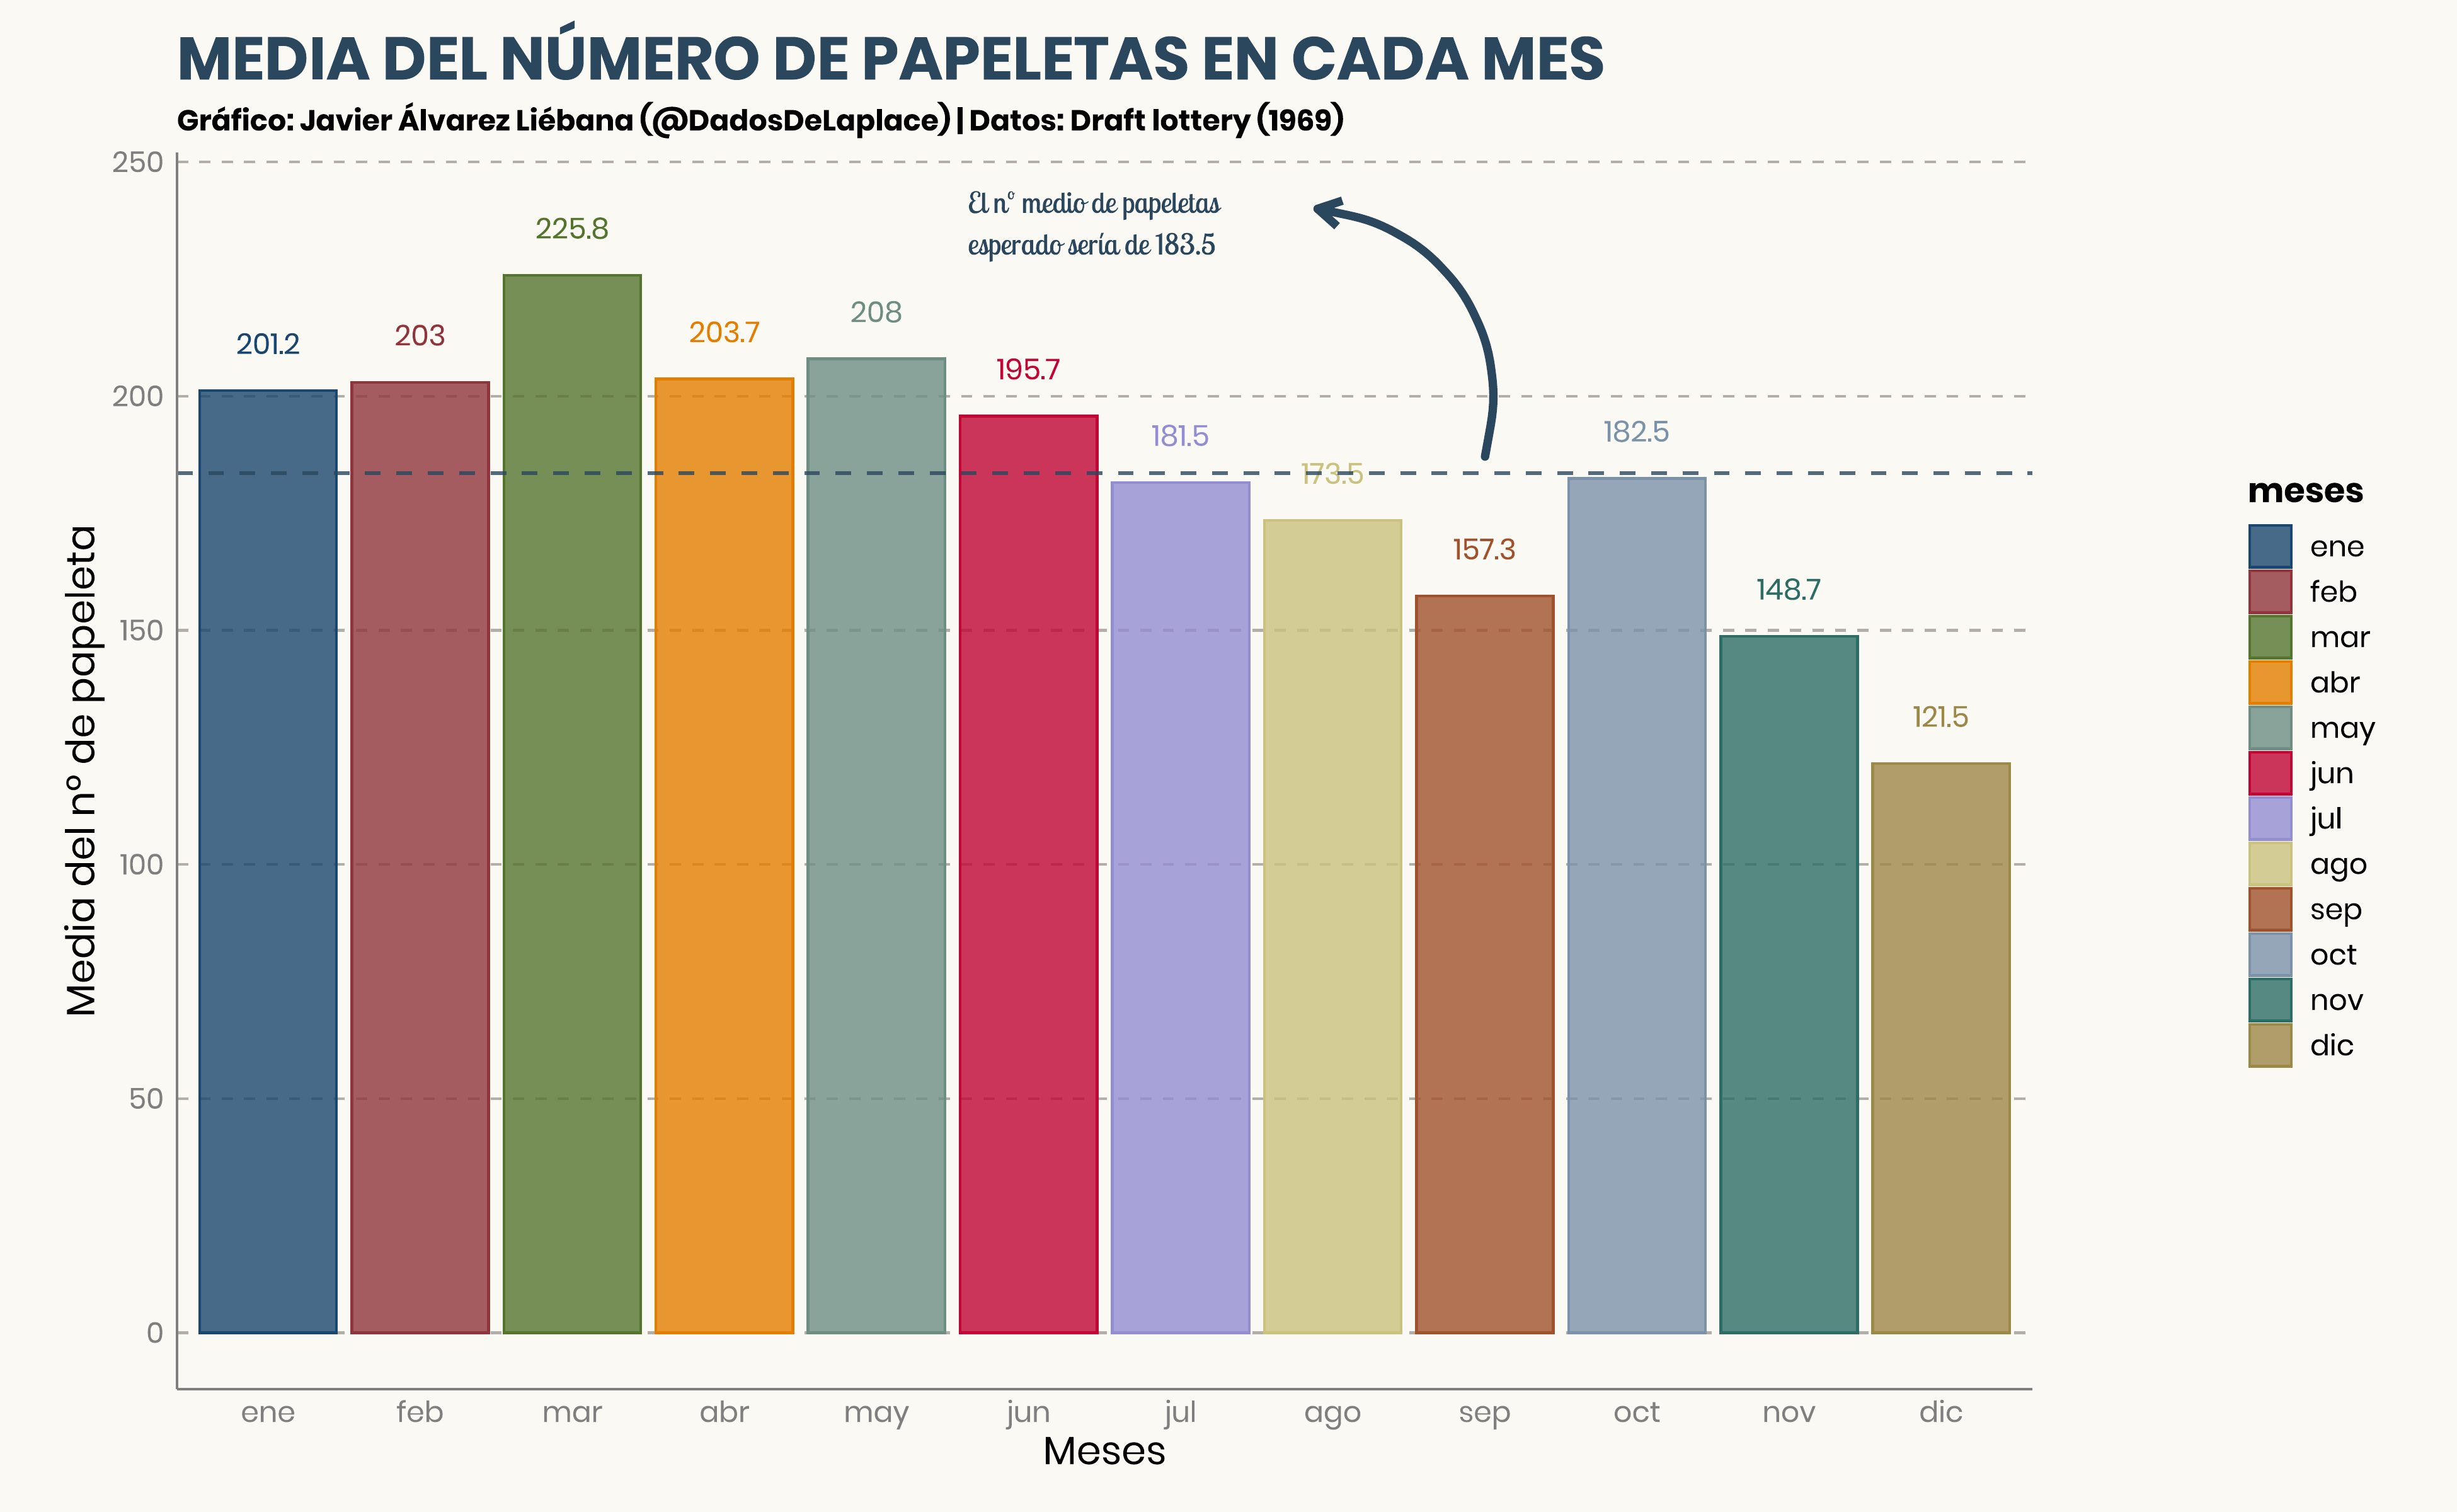 MEDIA DEL NÚMERO DE PAPELETAS EN CADA MES
Gráfico: Javier Álvarez Liébana (@DadosDeLaplace) | Datos: Draft lottery (1969)
Media del nº de papeleta
250
200
150
100
50
0
El nº medio de papeletas
esperado sería de 183.5
201.2
203
225.8
203.7
208
195.7
181.5
173.5
157.3
182.5
148.7
121.5
ene
feb
mar
abr
may
jun
jul
ago
sep
oct
nov
dic
Meses
meses
ene
feb
mar
abr
may
jun
jul
ago
sep
oct
nov
dic